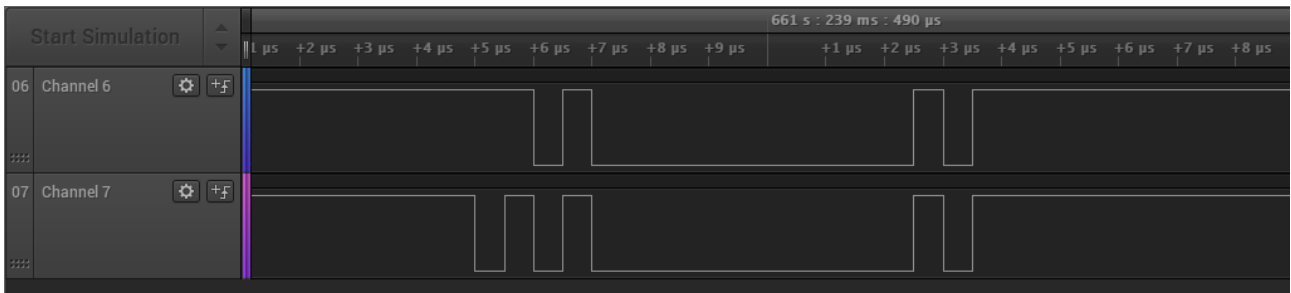 661 s : 239 ms : 490 µs
Start Simulation
1 µs +2 µs +3 µs +4 µs +5 µs +6 µs +7 µs +8 µs +9 µs +1 µs +2 µs +3 µs +4 µs +5 µs +6 µs +7 µs +8 µs
06 Channel 6
07 Channel 7